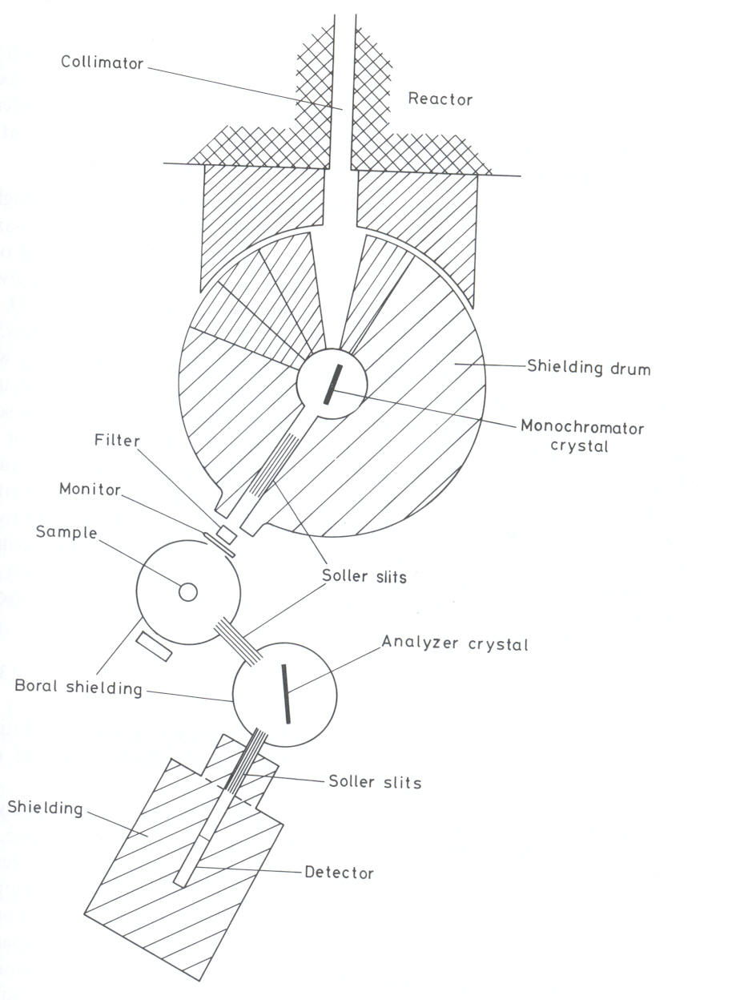 Collimator
Reactor
Shielding drum
Monochromator
crystal
Filter
Monitor
Sample
Soller slits
Analyzer crystal
Boral shielding
Soller slits
Shielding
Detector